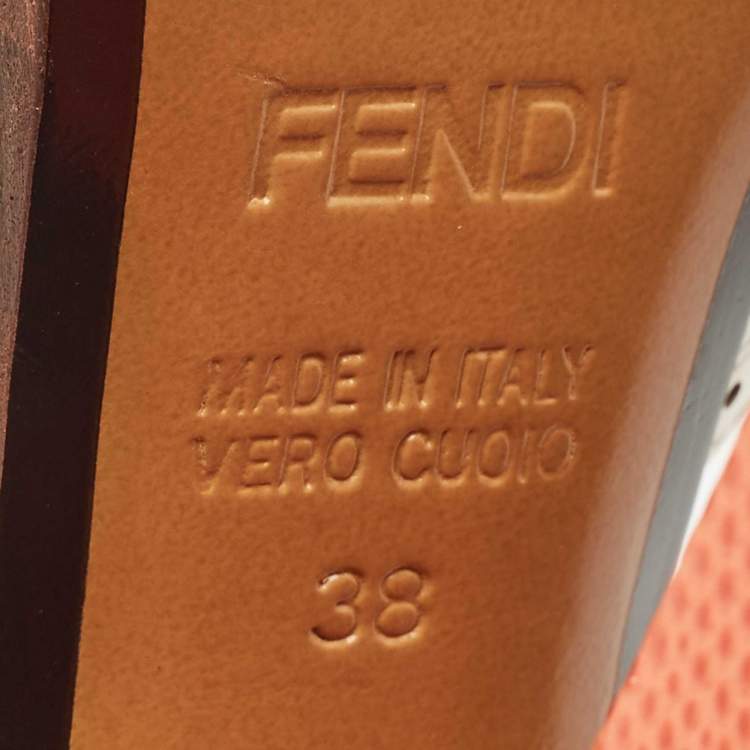 FENDI
MADE IN ITALY
VERO CUOIO
38